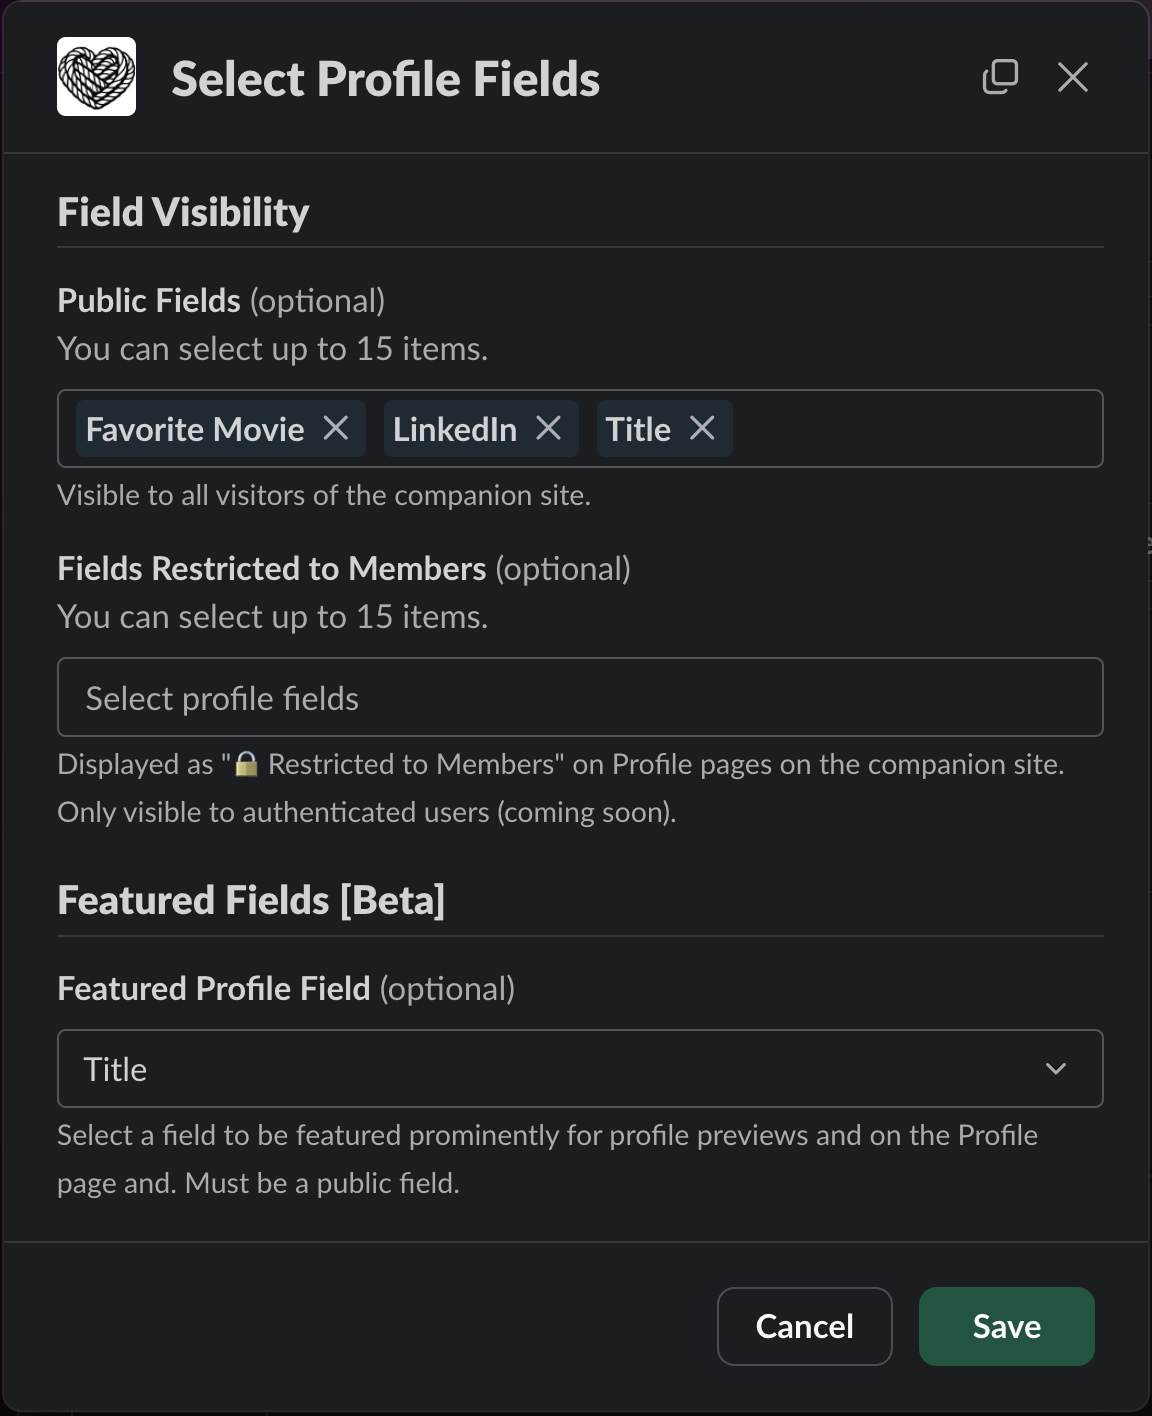 Select Profile Fields
Field Visibility
Public Fields (optional)
You can select up to 15 items.
Favorite Movie LinkedIn Title
Visible to all visitors of the companion site.
Fields Restricted to Members (optional)
You can select up to 15 items.
Select profile fields
Displayed as "🔒 Restricted to Members" on Profile pages on the companion site.
Only visible to authenticated users (coming soon).
Featured Fields [Beta]
Featured Profile Field (optional)
Title
Select a field to be featured prominently for profile previews and on the Profile
page and. Must be a public field.
Cancel Save